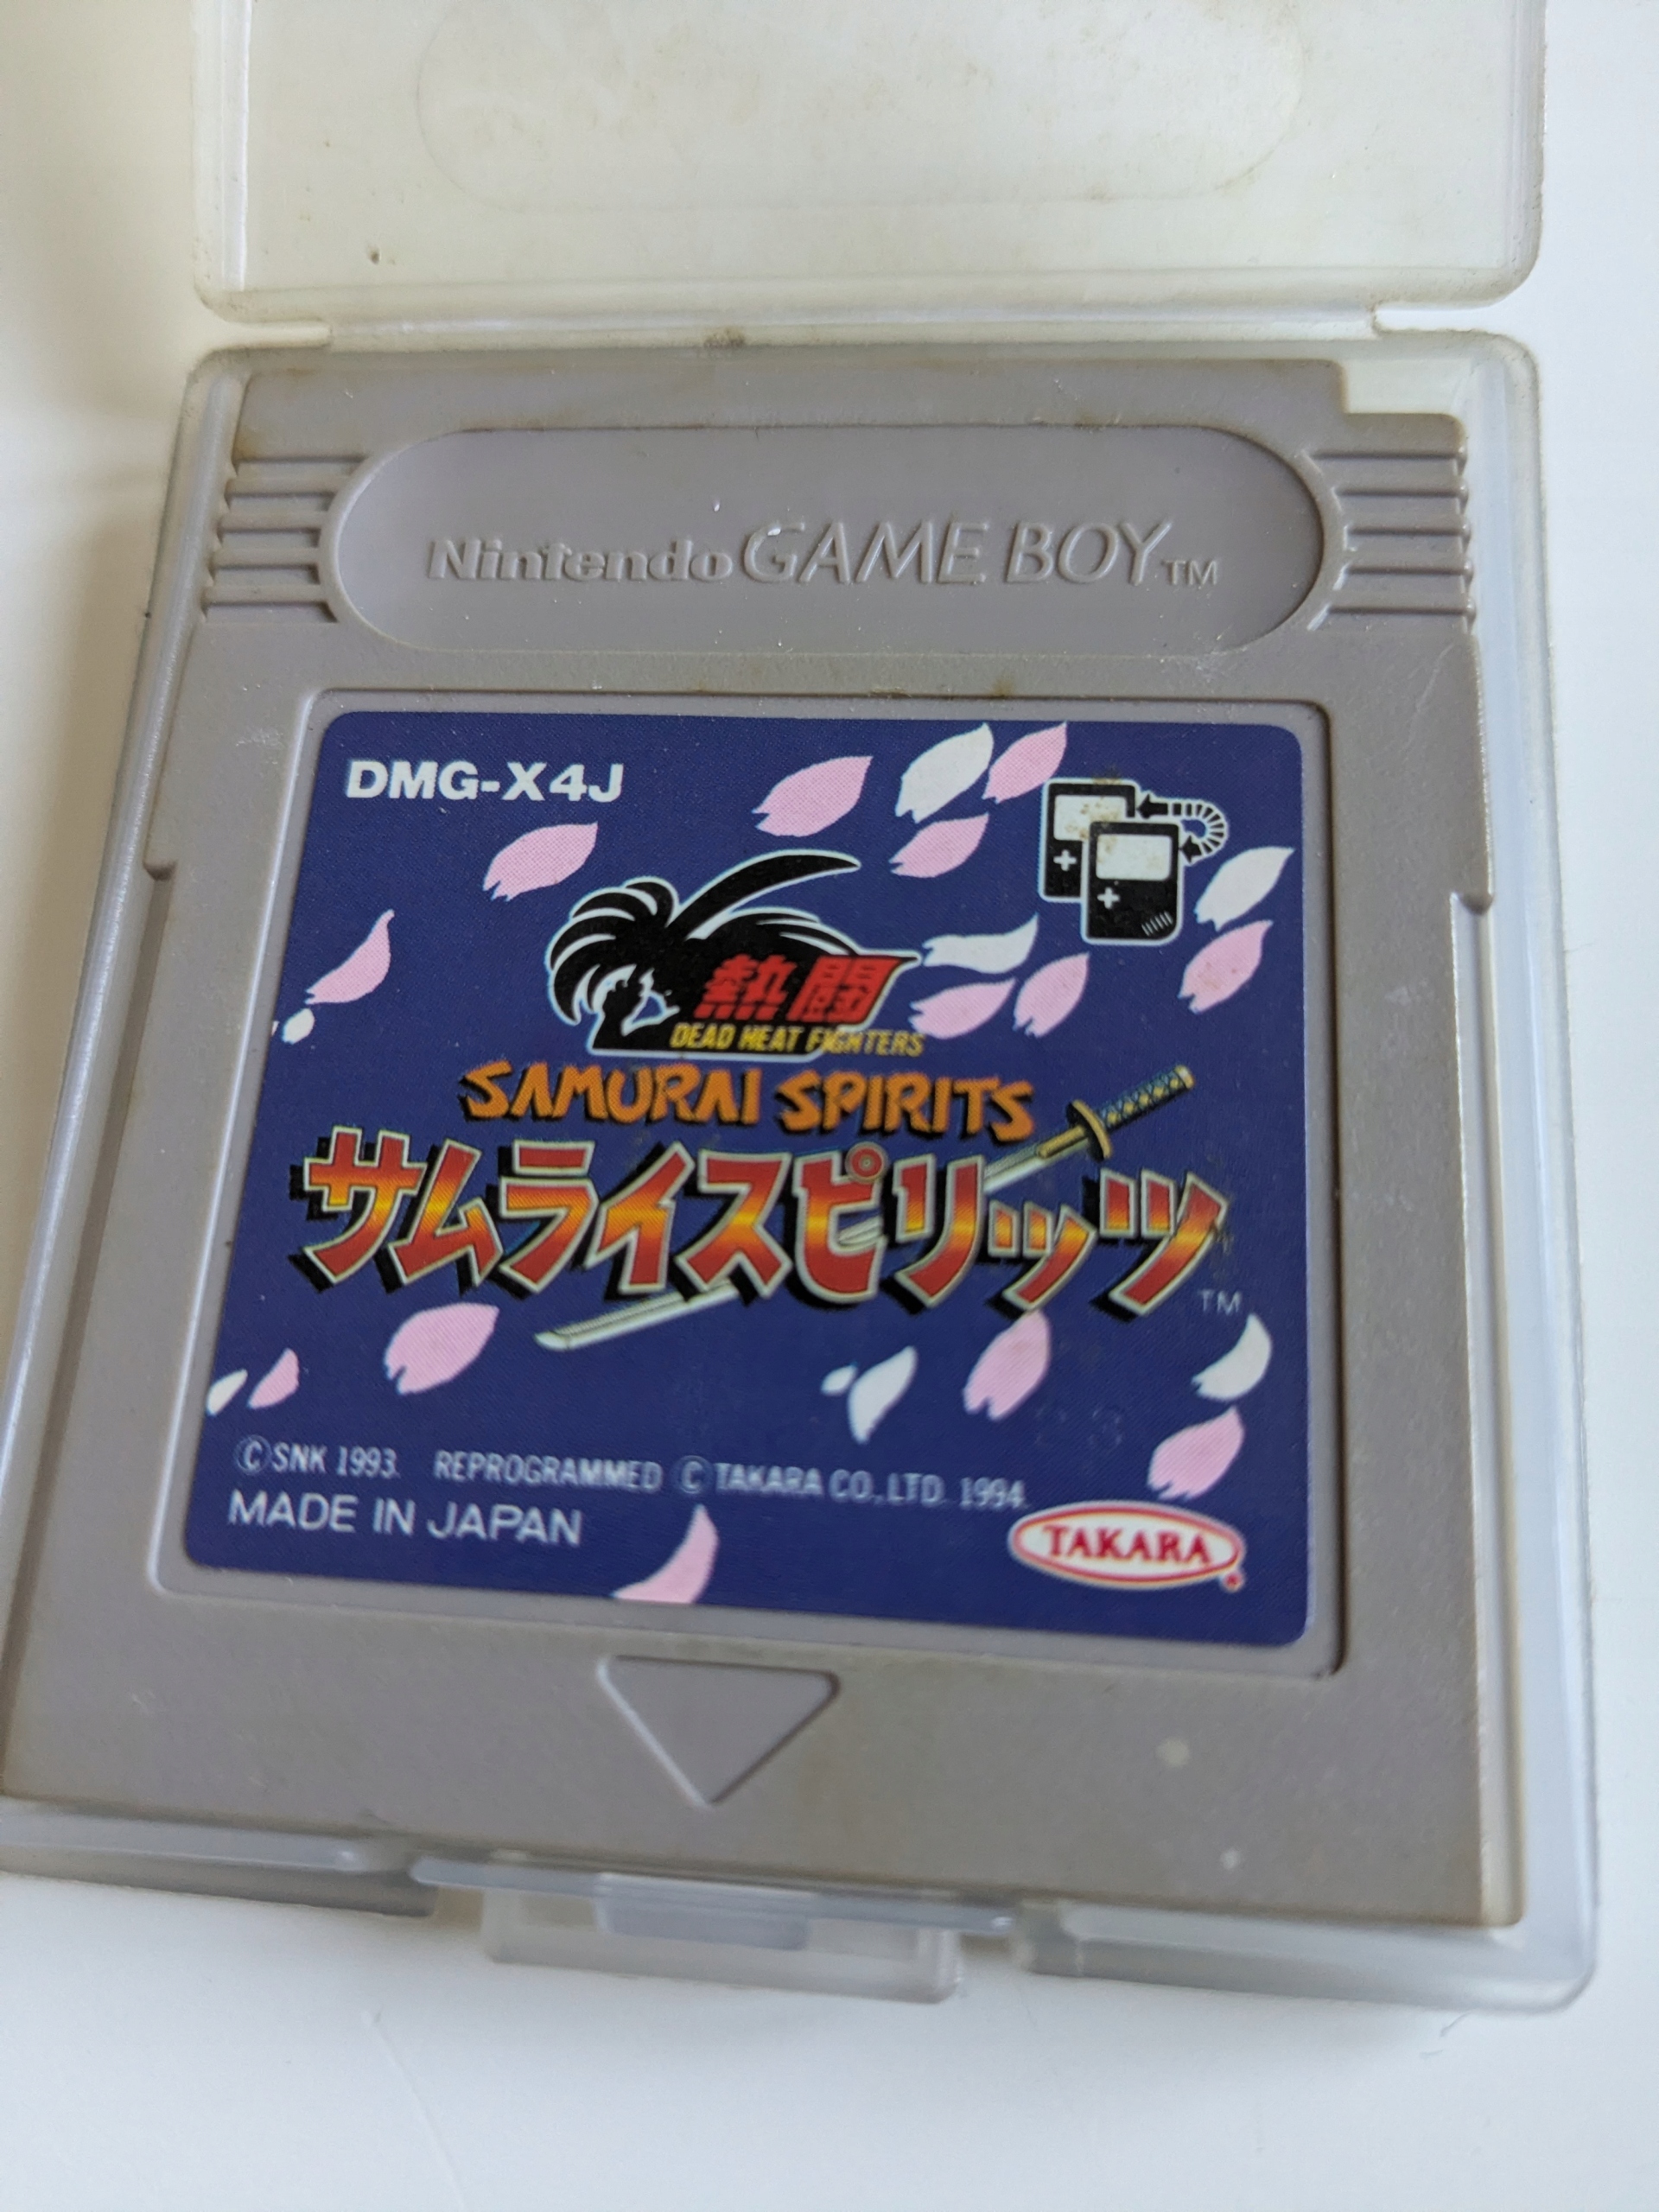 Nintendo GAME BOY TM
DMG-X4J
熱闘
DEAD HEAT FIGHTERS
SAMURAI SPIRITS
サムライスピリッツ
TM
©SNK 1993. REPROGRAMMED ©TAKARA CO.,LTD. 1994.
MADE IN JAPAN
TAKARA